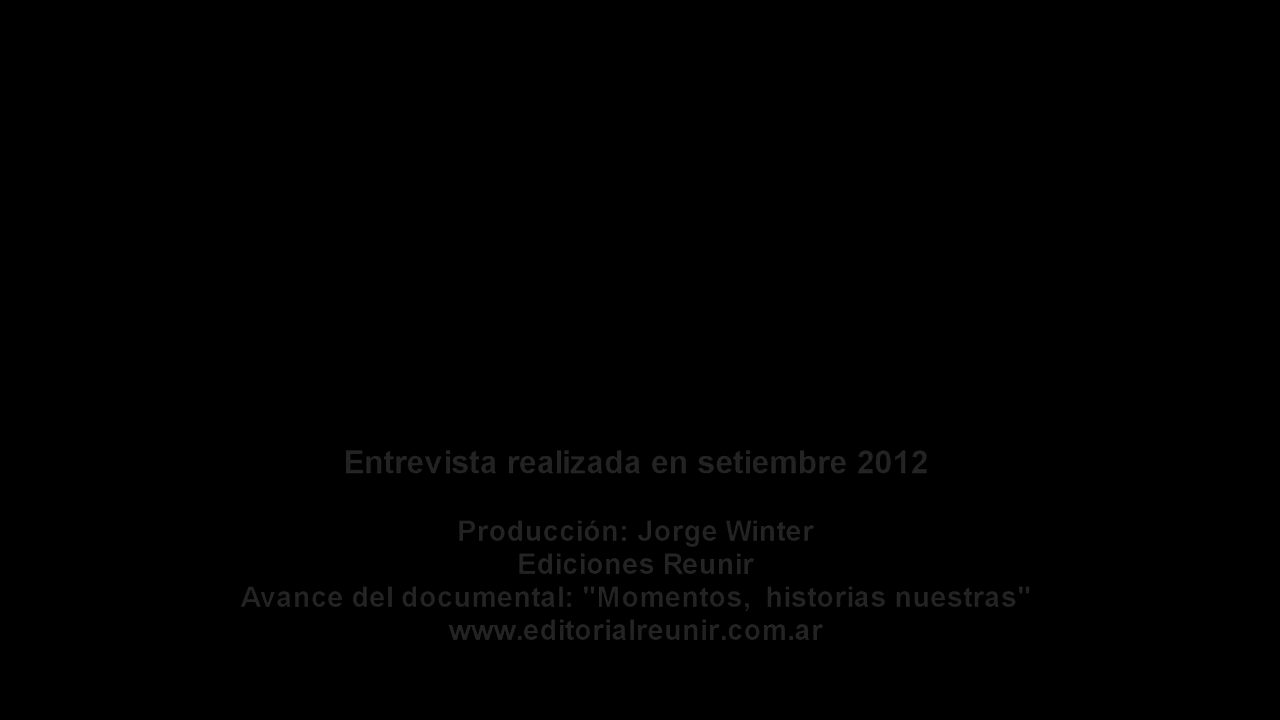 Entrevista realizada en setiembre 2012
Producción: Jorge Winter
Ediciones Reunir
Avance del documental: "Momentos,  historias nuestras"
www.editorialreunir.com.ar